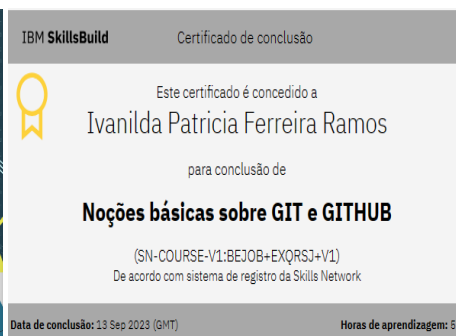 IBM SkillsBuild Certificado de conclusão
Este certificado é concedido a
Ivanilda Patricia Ferreira Ramos
para conclusão de
Noções básicas sobre GIT e GITHUB
(SN-COURSE-V1:BEJOB+EXQRSJ+V1)
De acordo com sistema de registro da Skills Network
Data de conclusão: 13 Sep 2023 (GMT) Horas de aprendizagem: